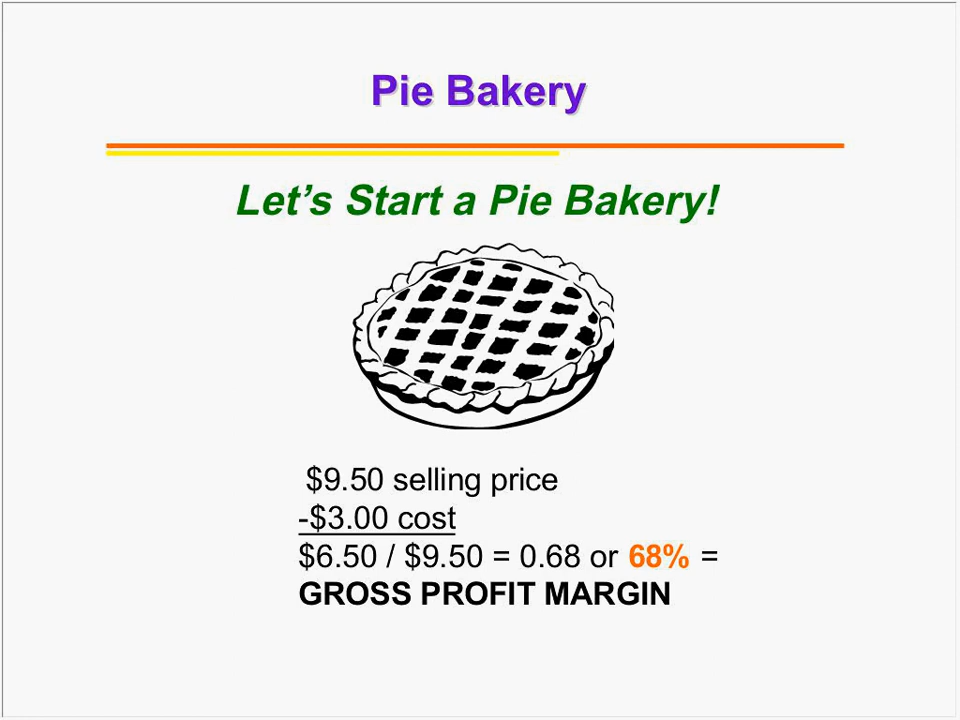 Pie Bakery
Let’s Start a Pie Bakery!
$9.50 selling price
-$3.00 cost
$6.50 / $9.50 = 0.68 or 68% =
GROSS PROFIT MARGIN